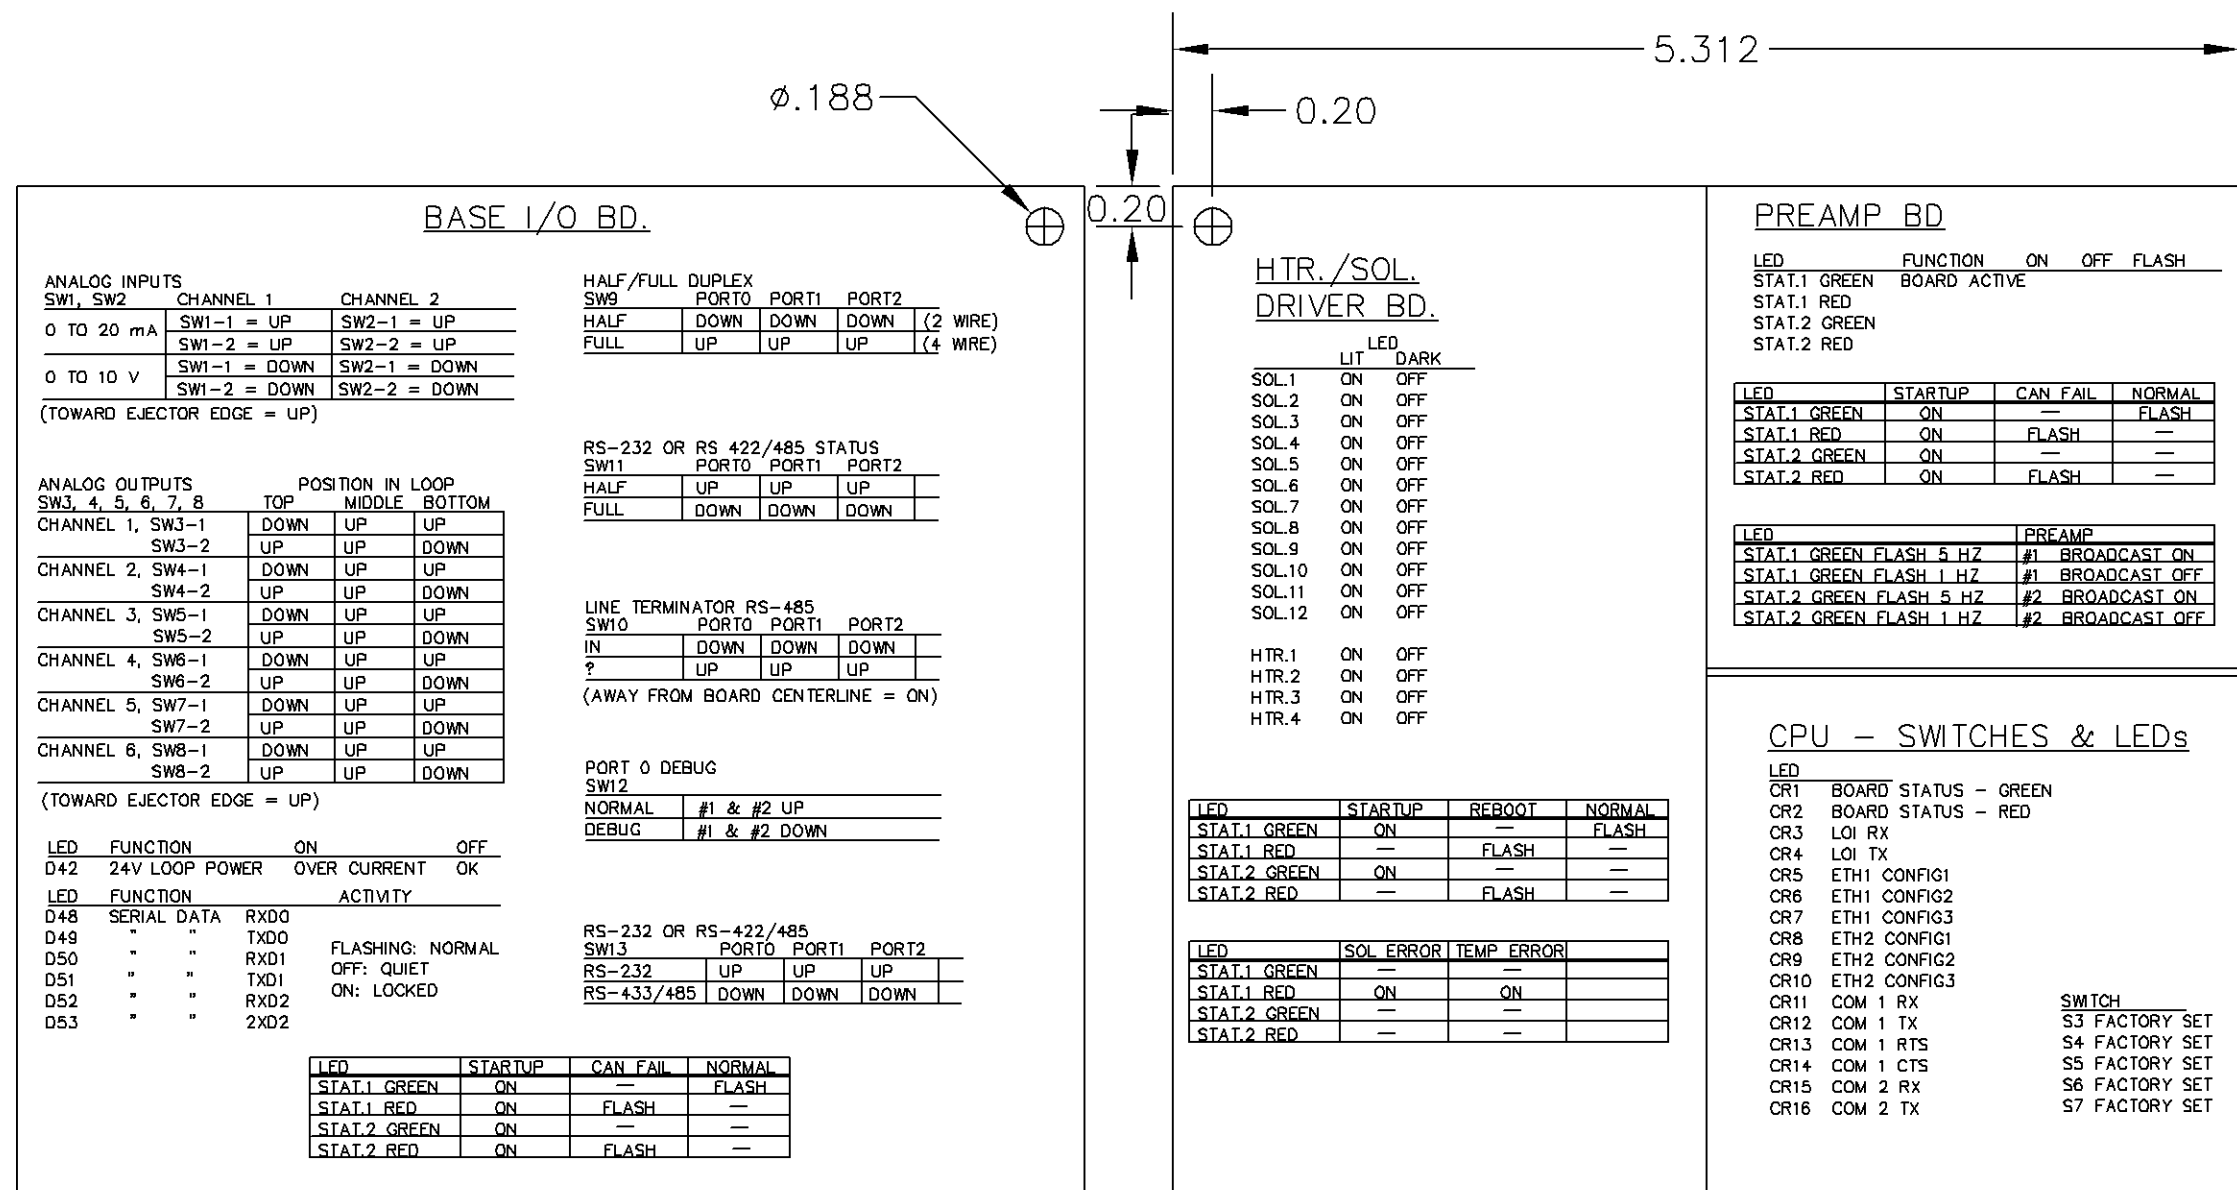 5.312
Ø.188
0.20
0.20
BASE I/O BD.
ANALOG INPUTS
SW1, SW2 CHANNEL 1 CHANNEL 2
0 TO 20 mA SW1-1 = UP SW2-1 = UP
SW1-2 = UP SW2-2 = UP
0 TO 10 V SW1-1 = DOWN SW2-1 = DOWN
SW1-2 = DOWN SW2-2 = DOWN
(TOWARD EJECTOR EDGE = UP)
ANALOG OUTPUTS POSITION IN LOOP
SW3, 4, 5, 6, 7, 8 TOP MIDDLE BOTTOM
CHANNEL 1, SW3-1 DOWN UP UP
SW3-2 UP UP DOWN
CHANNEL 2, SW4-1 DOWN UP UP
SW4-2 UP UP DOWN
CHANNEL 3, SW5-1 DOWN UP UP
SW5-2 UP UP DOWN
CHANNEL 4, SW6-1 DOWN UP UP
SW6-2 UP UP DOWN
CHANNEL 5, SW7-1 DOWN UP UP
SW7-2 UP UP DOWN
CHANNEL 6, SW8-1 DOWN UP UP
SW8-2 UP UP DOWN
(TOWARD EJECTOR EDGE = UP)
LED FUNCTION ON OFF
D42 24V LOOP POWER OVER CURRENT OK
LED FUNCTION ACTIVITY
D48 SERIAL DATA RXD0
D49 " " TXD0
D50 " " RXD1
D51 " " TXD1
D52 " " RXD2
D53 " " 2XD2
FLASHING: NORMAL
OFF: QUIET
ON: LOCKED
HALF/FULL DUPLEX
SW9 PORT0 PORT1 PORT2
HALF DOWN DOWN DOWN (2 WIRE)
FULL UP UP UP (4 WIRE)
RS-232 OR RS 422/485 STATUS
SW11 PORT0 PORT1 PORT2
HALF UP UP UP
FULL DOWN DOWN DOWN
LINE TERMINATOR RS-485
SW10 PORT0 PORT1 PORT2
IN DOWN DOWN DOWN
? UP UP UP
(AWAY FROM BOARD CENTERLINE = ON)
PORT 0 DEBUG
SW12
NORMAL #1 & #2 UP
DEBUG #1 & #2 DOWN
RS-232 OR RS-422/485
SW13 PORT0 PORT1 PORT2
RS-232 UP UP UP
RS-433/485 DOWN DOWN DOWN
LED STARTUP CAN FAIL NORMAL
STAT.1 GREEN ON — FLASH
STAT.1 RED ON FLASH —
STAT.2 GREEN ON — —
STAT.2 RED ON FLASH —
HTR./SOL.
DRIVER BD.
LED
LIT DARK
SOL.1 ON OFF
SOL.2 ON OFF
SOL.3 ON OFF
SOL.4 ON OFF
SOL.5 ON OFF
SOL.6 ON OFF
SOL.7 ON OFF
SOL.8 ON OFF
SOL.9 ON OFF
SOL.10 ON OFF
SOL.11 ON OFF
SOL.12 ON OFF
HTR.1 ON OFF
HTR.2 ON OFF
HTR.3 ON OFF
HTR.4 ON OFF
LED STARTUP REBOOT NORMAL
STAT.1 GREEN ON — FLASH
STAT.1 RED — FLASH —
STAT.2 GREEN ON — —
STAT.2 RED — FLASH —
LED SOL ERROR TEMP ERROR
STAT.1 GREEN — —
STAT.1 RED ON ON
STAT.2 GREEN — —
STAT.2 RED — —
PREAMP BD
LED FUNCTION ON OFF FLASH
STAT.1 GREEN BOARD ACTIVE
STAT.1 RED
STAT.2 GREEN
STAT.2 RED
LED STARTUP CAN FAIL NORMAL
STAT.1 GREEN ON — FLASH
STAT.1 RED ON FLASH —
STAT.2 GREEN ON — —
STAT.2 RED ON FLASH —
LED PREAMP
STAT.1 GREEN FLASH 5 HZ #1 BROADCAST ON
STAT.1 GREEN FLASH 1 HZ #1 BROADCAST OFF
STAT.2 GREEN FLASH 5 HZ #2 BROADCAST ON
STAT.2 GREEN FLASH 1 HZ #2 BROADCAST OFF
CPU - SWITCHES & LEDs
LED
CR1 BOARD STATUS - GREEN
CR2 BOARD STATUS - RED
CR3 LOI RX
CR4 LOI TX
CR5 ETH1 CONFIG1
CR6 ETH1 CONFIG2
CR7 ETH1 CONFIG3
CR8 ETH2 CONFIG1
CR9 ETH2 CONFIG2
CR10 ETH2 CONFIG3
CR11 COM 1 RX
CR12 COM 1 TX
CR13 COM 1 RTS
CR14 COM 1 CTS
CR15 COM 2 RX
CR16 COM 2 TX
SWITCH
S3 FACTORY SET
S4 FACTORY SET
S5 FACTORY SET
S6 FACTORY SET
S7 FACTORY SET